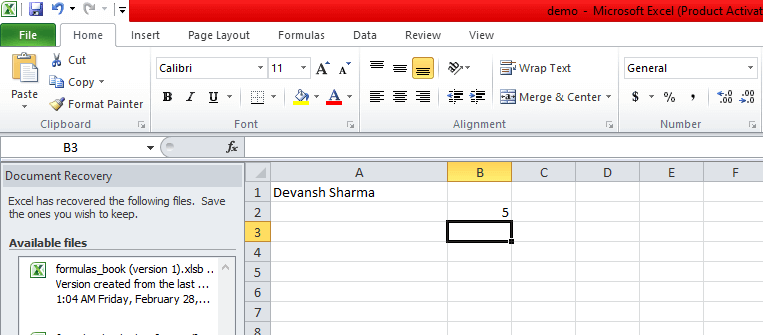 demo - Microsoft Excel (Product Activat
File Home Insert Page Layout Formulas Data Review View
Cut
Copy
Format Painter
Paste
Clipboard
Calibri 11 A A
B I U A
Font
Wrap Text
Merge & Center
Alignment
General
$ % , .00 .0
Number
B3 fx
Document Recovery
Excel has recovered the following files. Save
the ones you wish to keep.
Available files
formulas_book (version 1).xlsb ..
Version created from the last ...
1:04 AM Friday, February 28,...
A B C D E F
1 Devansh Sharma
2 5
3
4
5
6
7
8